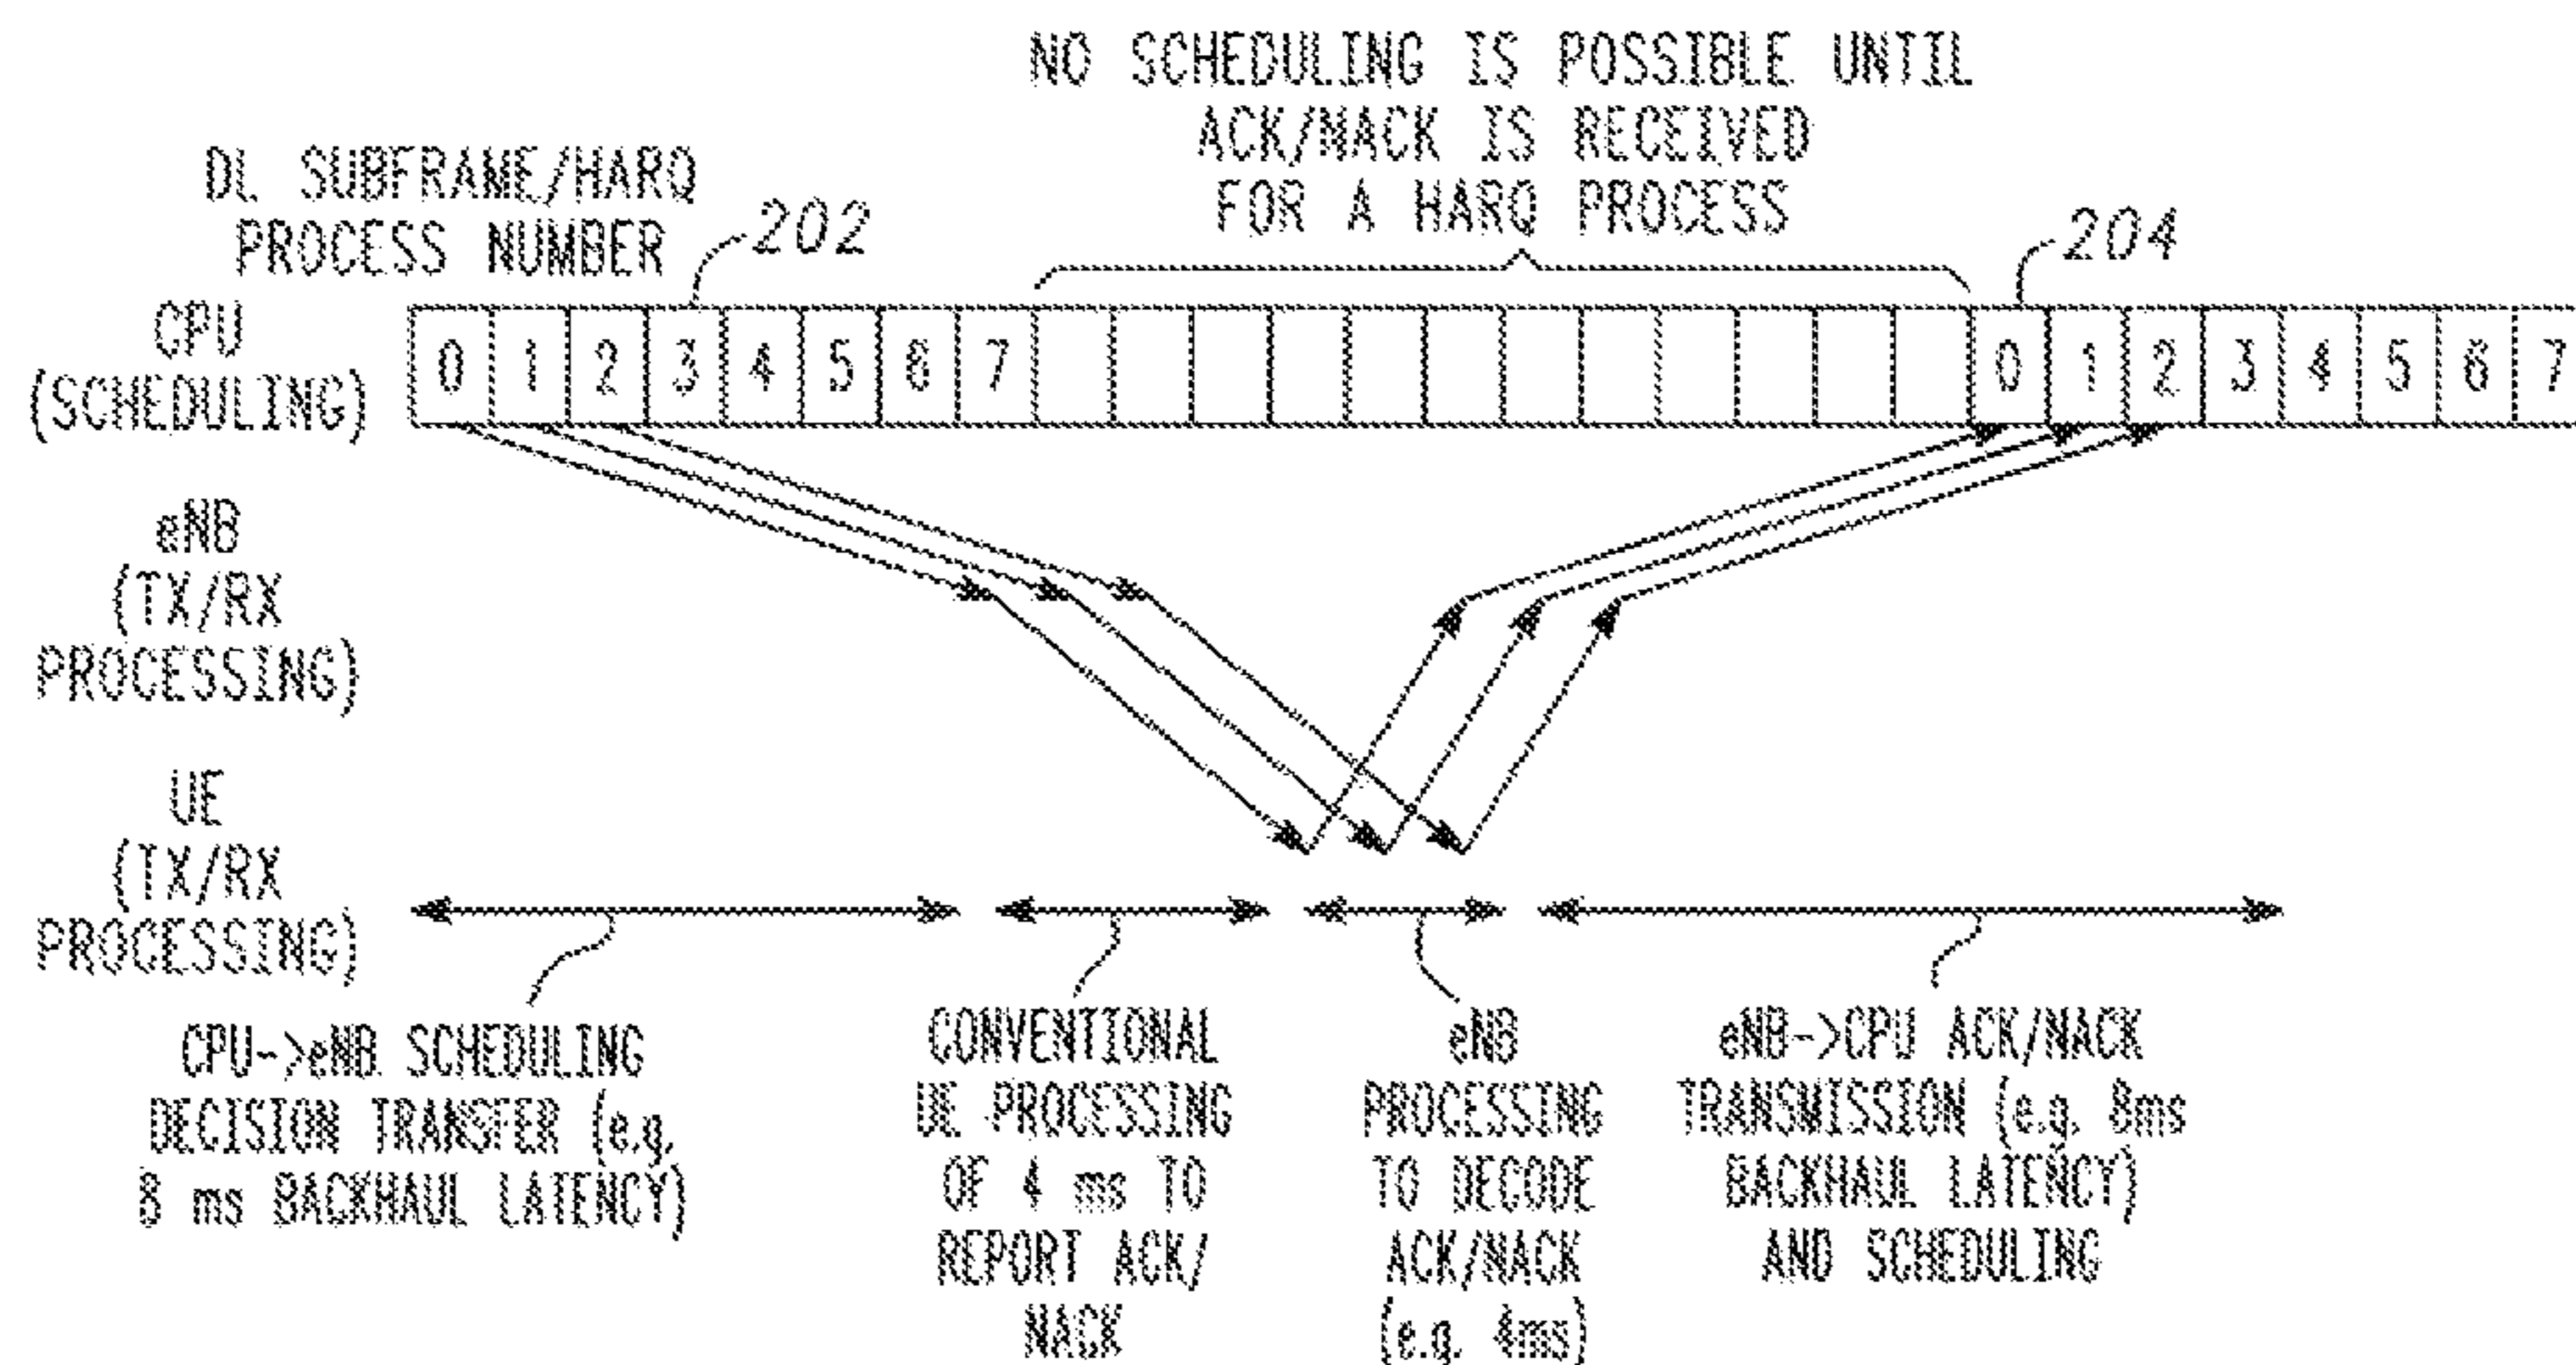 NO SCHEDULING IS POSSIBLE UNTIL
ACK/NACK IS RECEIVED
FOR A HARQ PROCESS
DL SUBFRAME/HARQ
PROCESS NUMBER
202
204
CPU
(SCHEDULING)
0 1 2 3 4 5 6 7 0 1 2 3 4 5 6 7
eNB
(TX/RX
PROCESSING)
UE
(TX/RX
PROCESSING)
CPU->eNB SCHEDULING
DECISION TRANSFER (e.g.
8 ms BACKHAUL LATENCY)
CONVENTIONAL
UE PROCESSING
OF 4 ms TO
REPORT ACK/
NACK
eNB
PROCESSING
TO DECODE
ACK/NACK
(e.g. 4ms)
eNB->CPU ACK/NACK
TRANSMISSION (e.g. 8ms
BACKHAUL LATENCY)
AND SCHEDULING